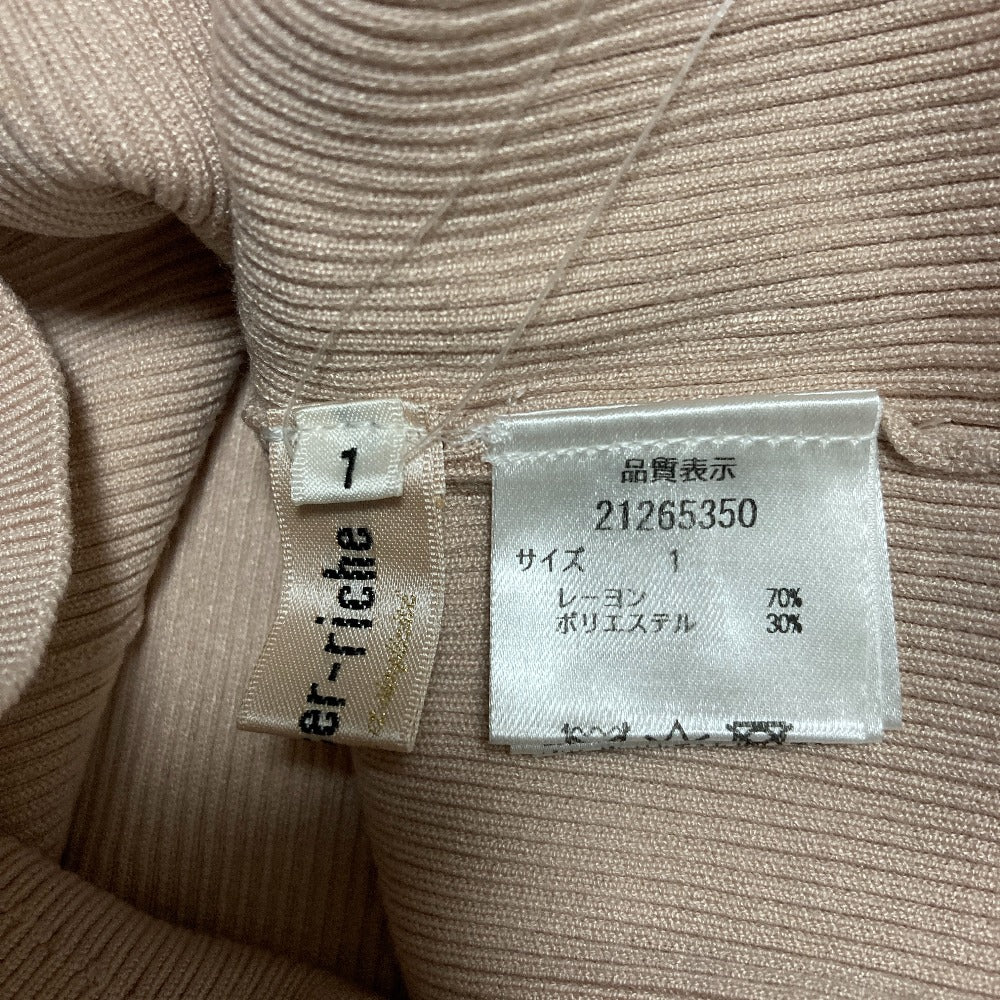 1
er-riche
品質表示
21265350
サイズ 1
レーヨン 70%
ポリエステル 30%